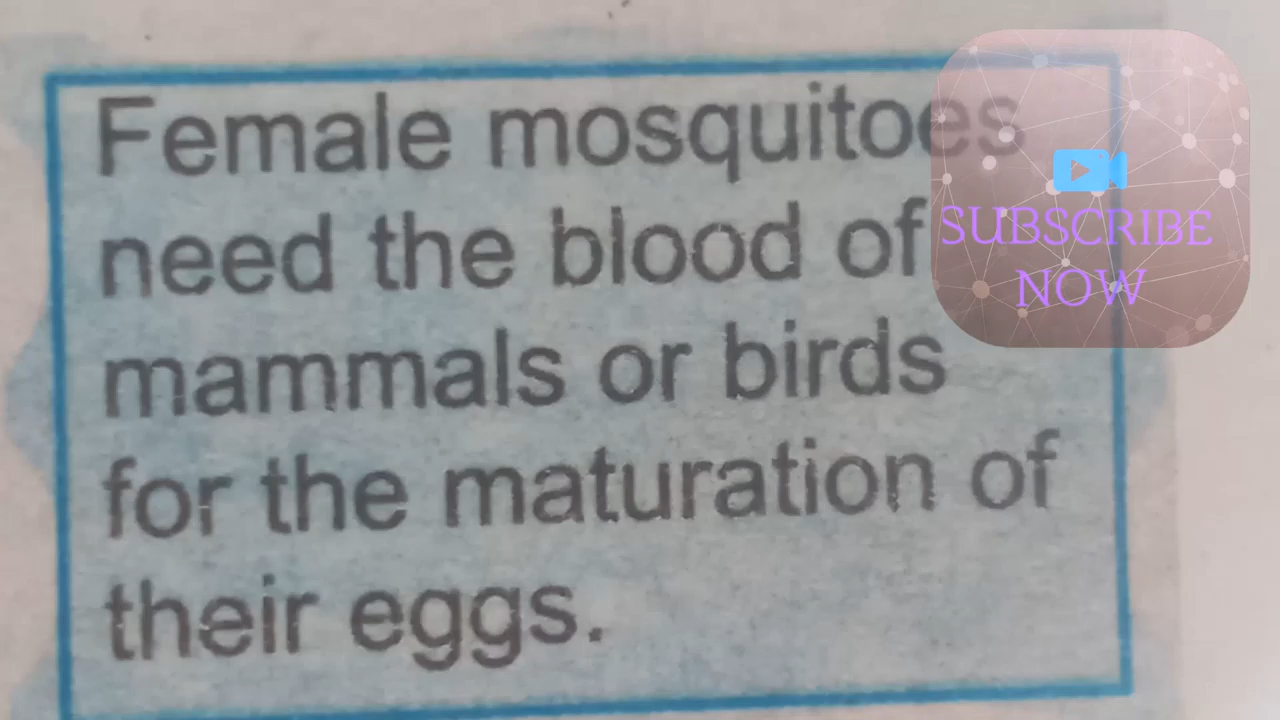 Female mosquitoes
need the blood of
mammals or birds
for the maturation of
their eggs.
SUBSCRIBE
NOW